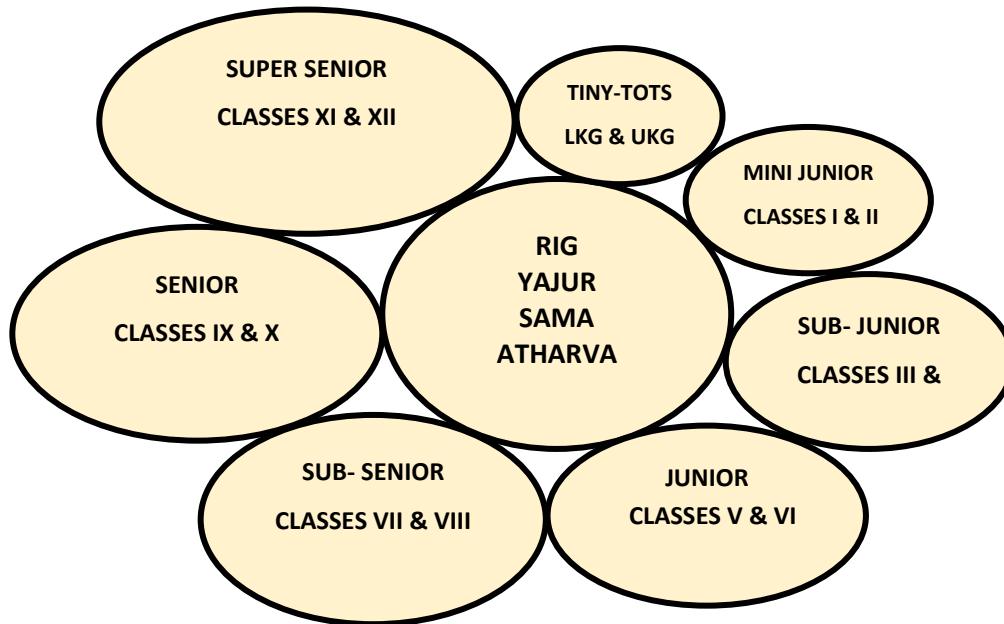 SUPER SENIOR
CLASSES XI & XII
TINY-TOTS
LKG & UKG
MINI JUNIOR
CLASSES I & II
RIG
YAJUR
SAMA
ATHARVA
SENIOR
CLASSES IX & X
SUB- JUNIOR
CLASSES III &
SUB- SENIOR
CLASSES VII & VIII
JUNIOR
CLASSES V & VI